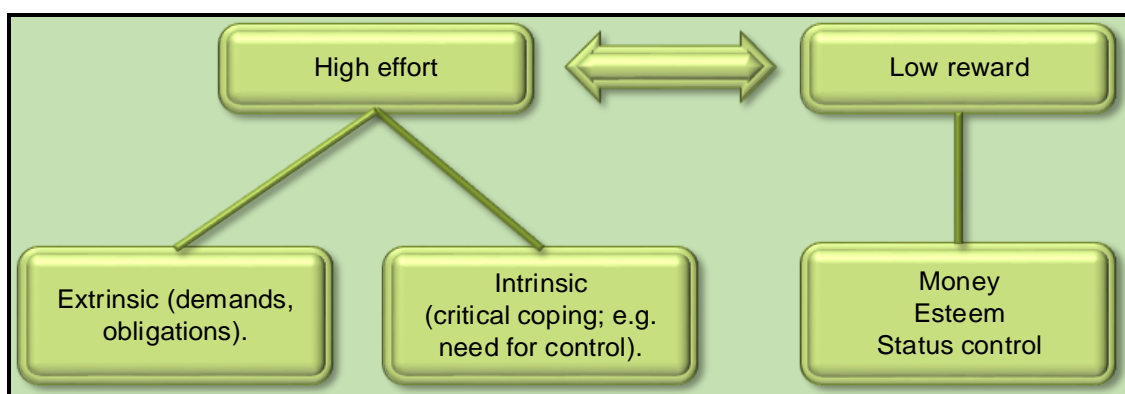 High effort
Low reward
Extrinsic (demands,
obligations).
Intrinsic
(critical coping; e.g.
need for control).
Money
Esteem
Status control